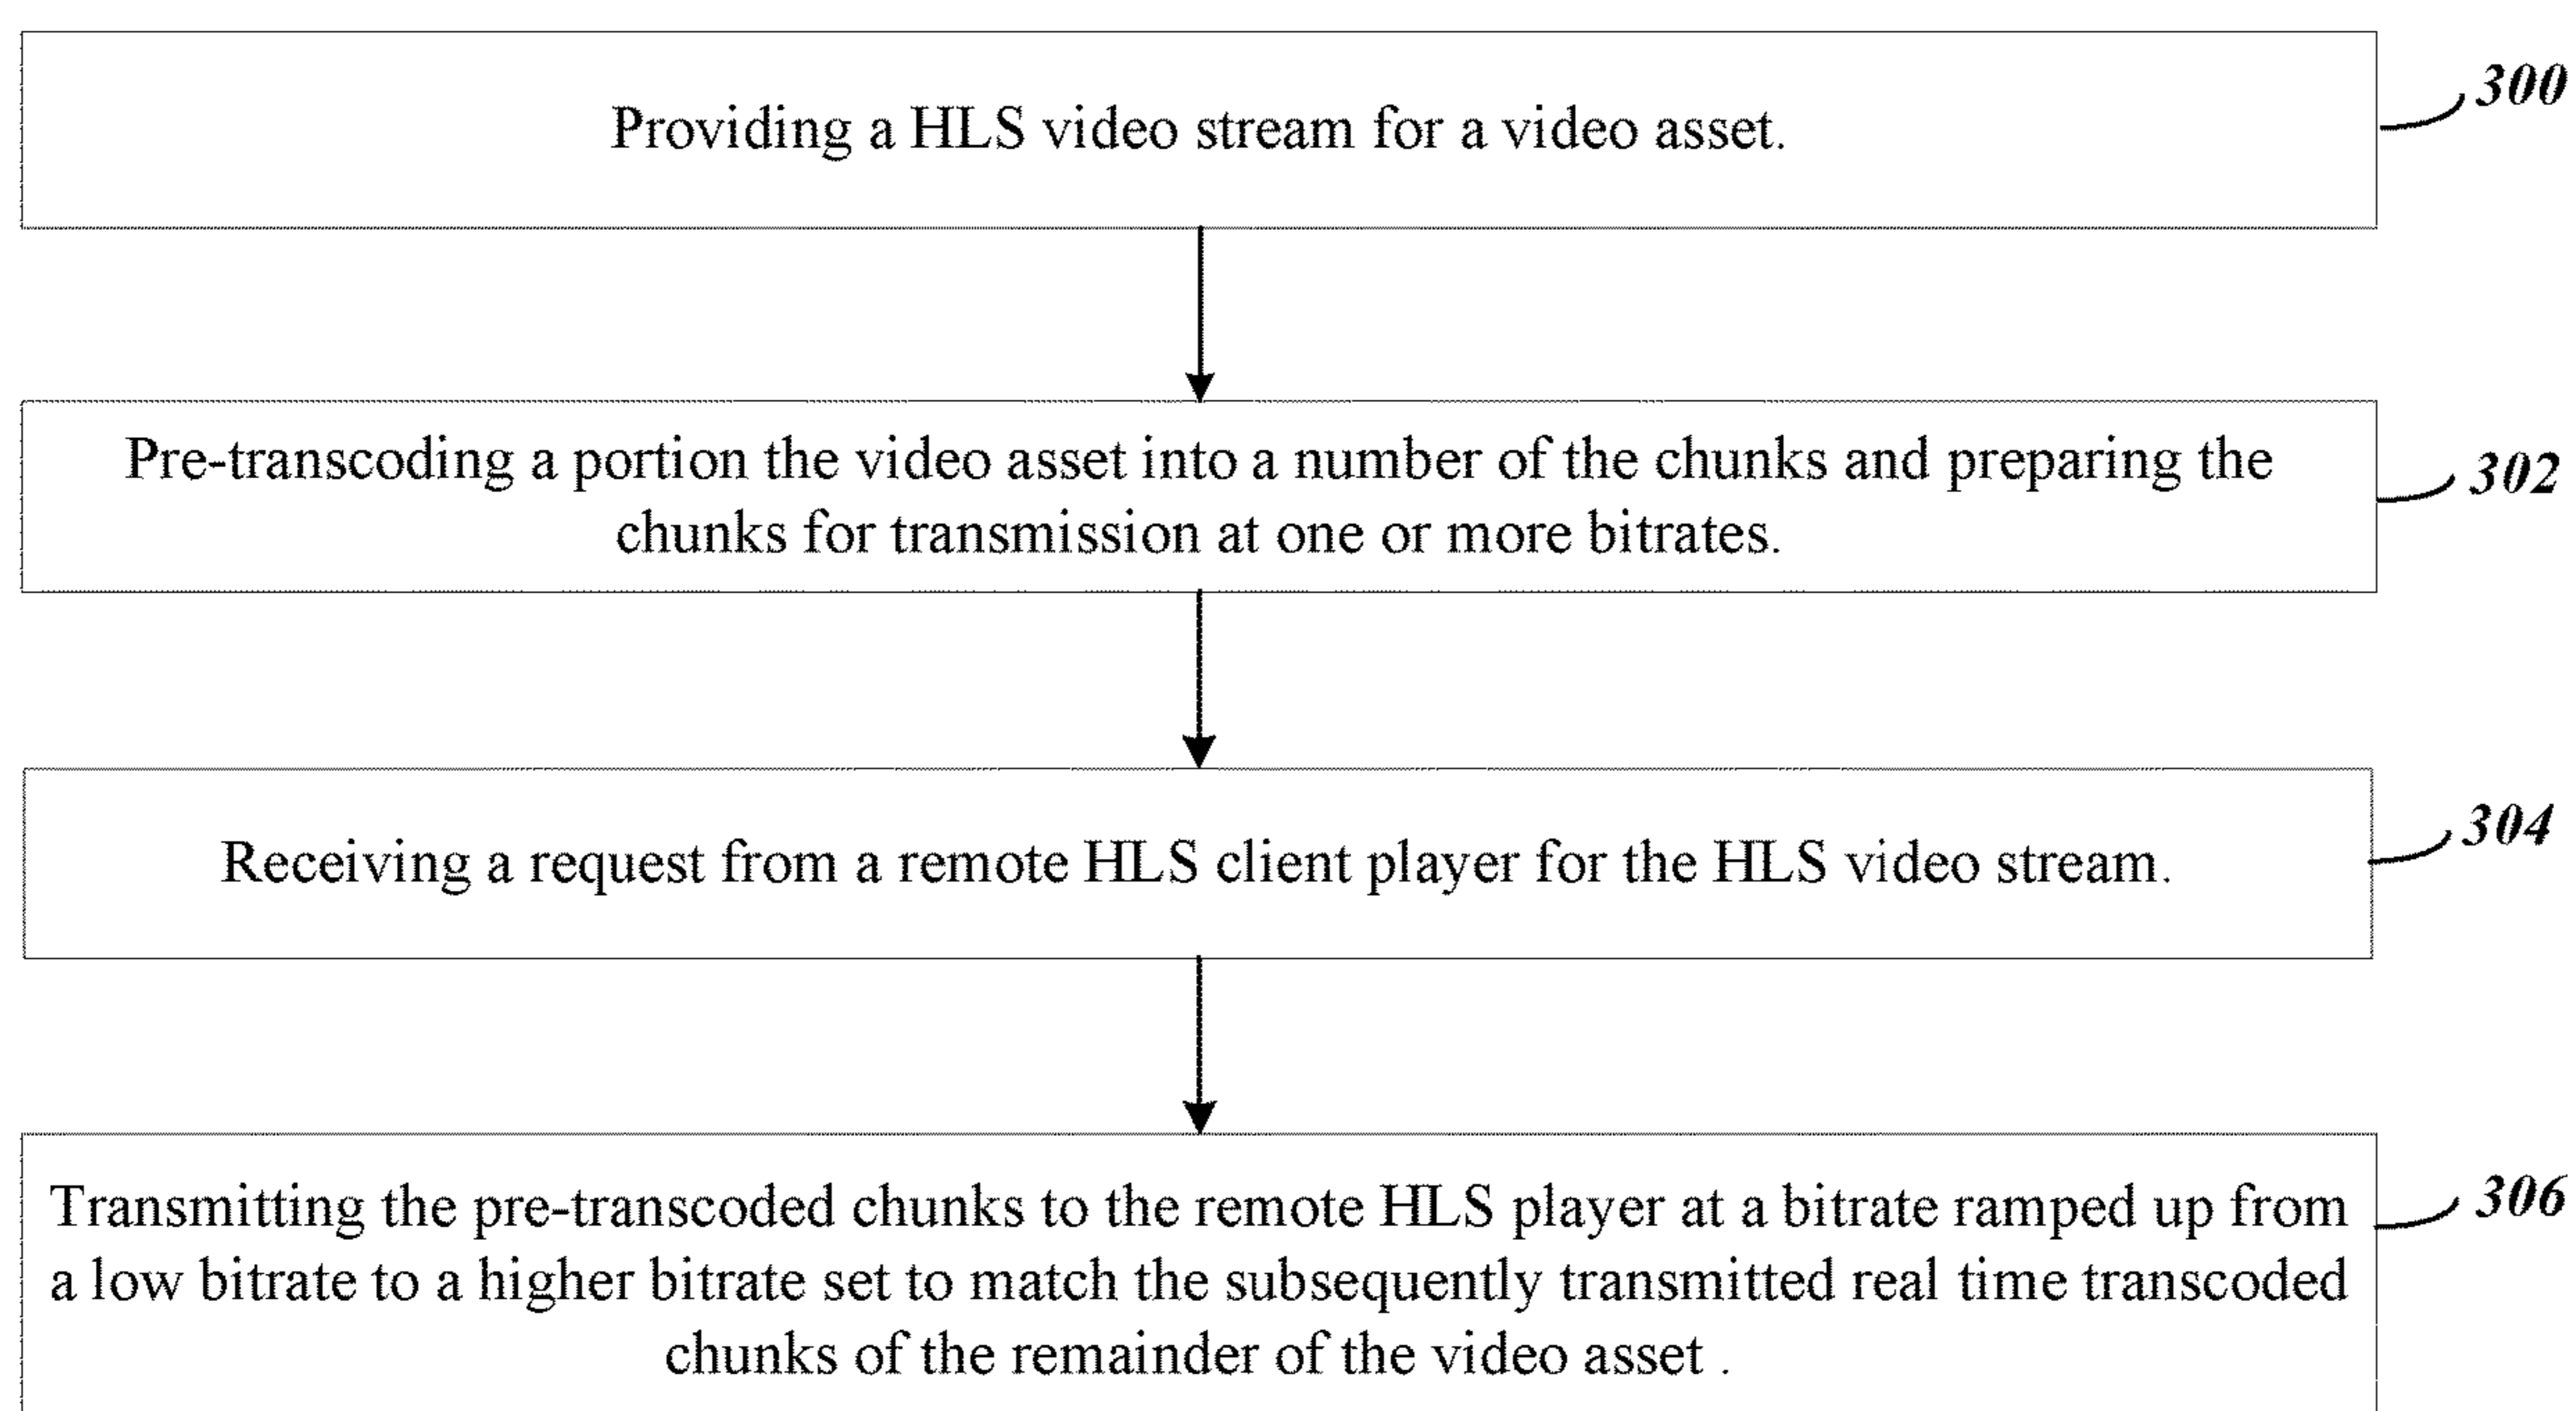 Providing a HLS video stream for a video asset.
300
Pre-transcoding a portion the video asset into a number of the chunks and preparing the
chunks for transmission at one or more bitrates.
302
Receiving a request from a remote HLS client player for the HLS video stream.
304
Transmitting the pre-transcoded chunks to the remote HLS player at a bitrate ramped up from
a low bitrate to a higher bitrate set to match the subsequently transmitted real time transcoded
chunks of the remainder of the video asset .
306